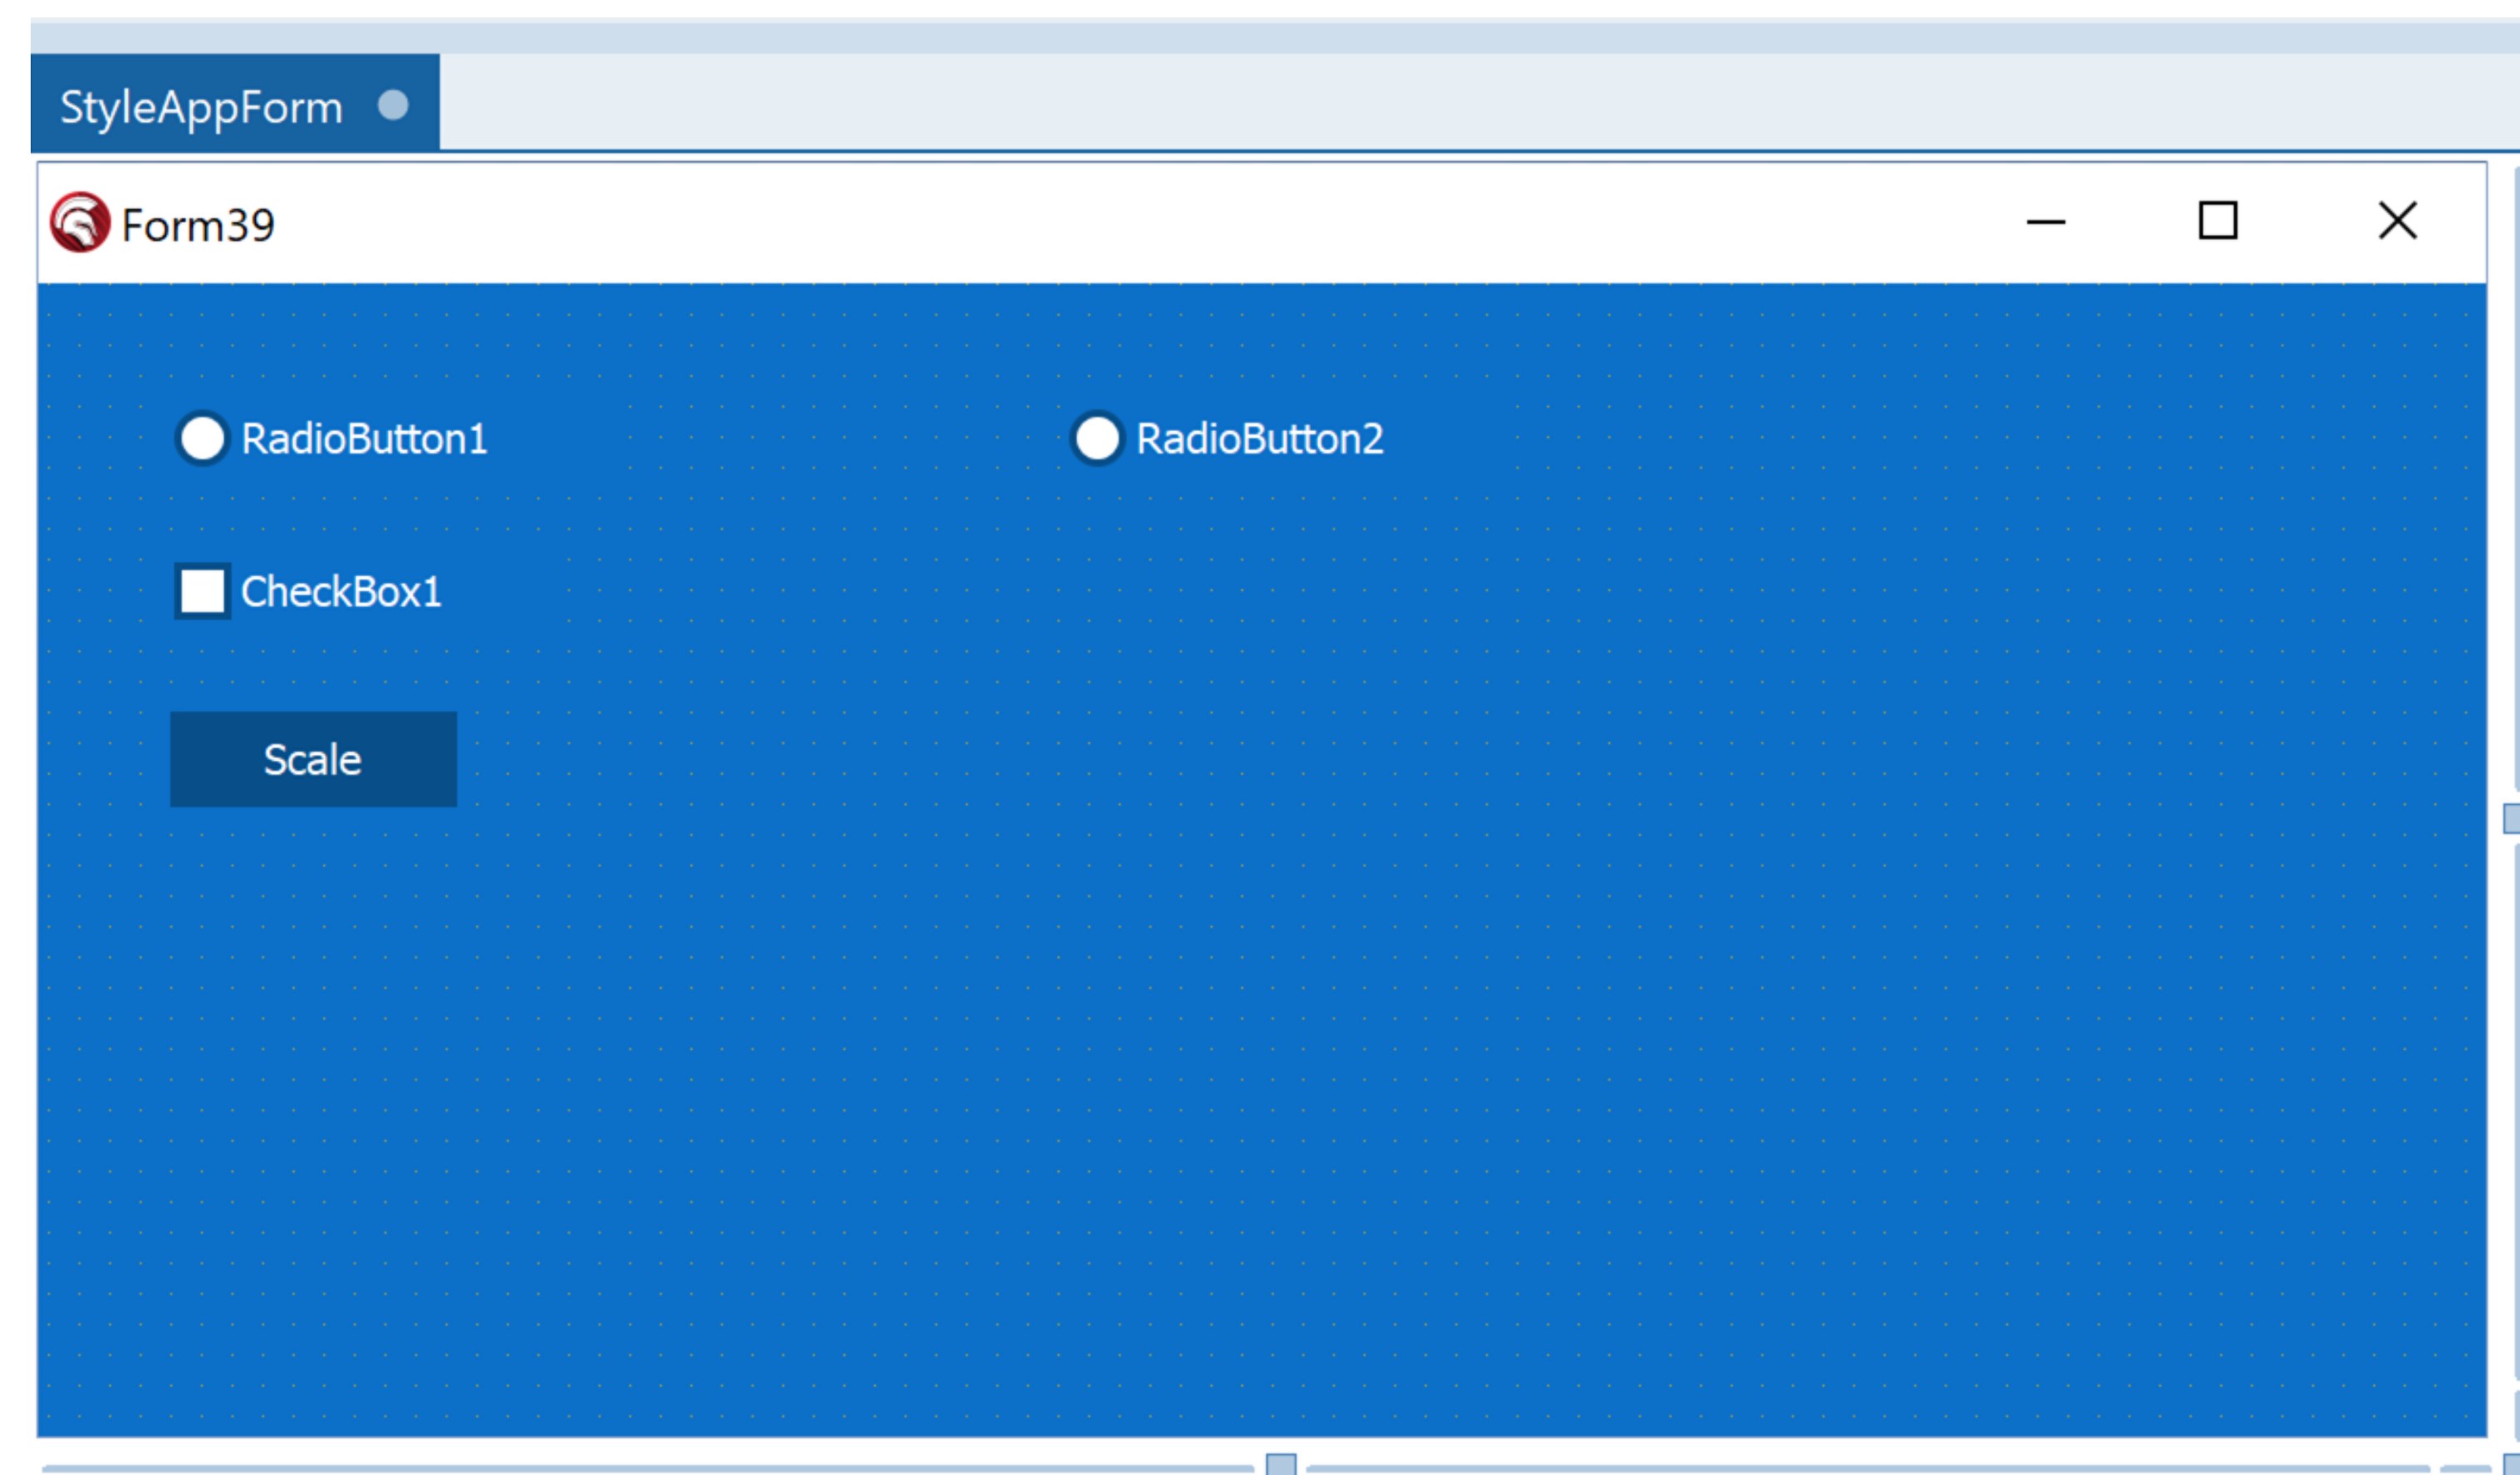 StyleAppForm
Form39
RadioButton1 RadioButton2
CheckBox1
Scale